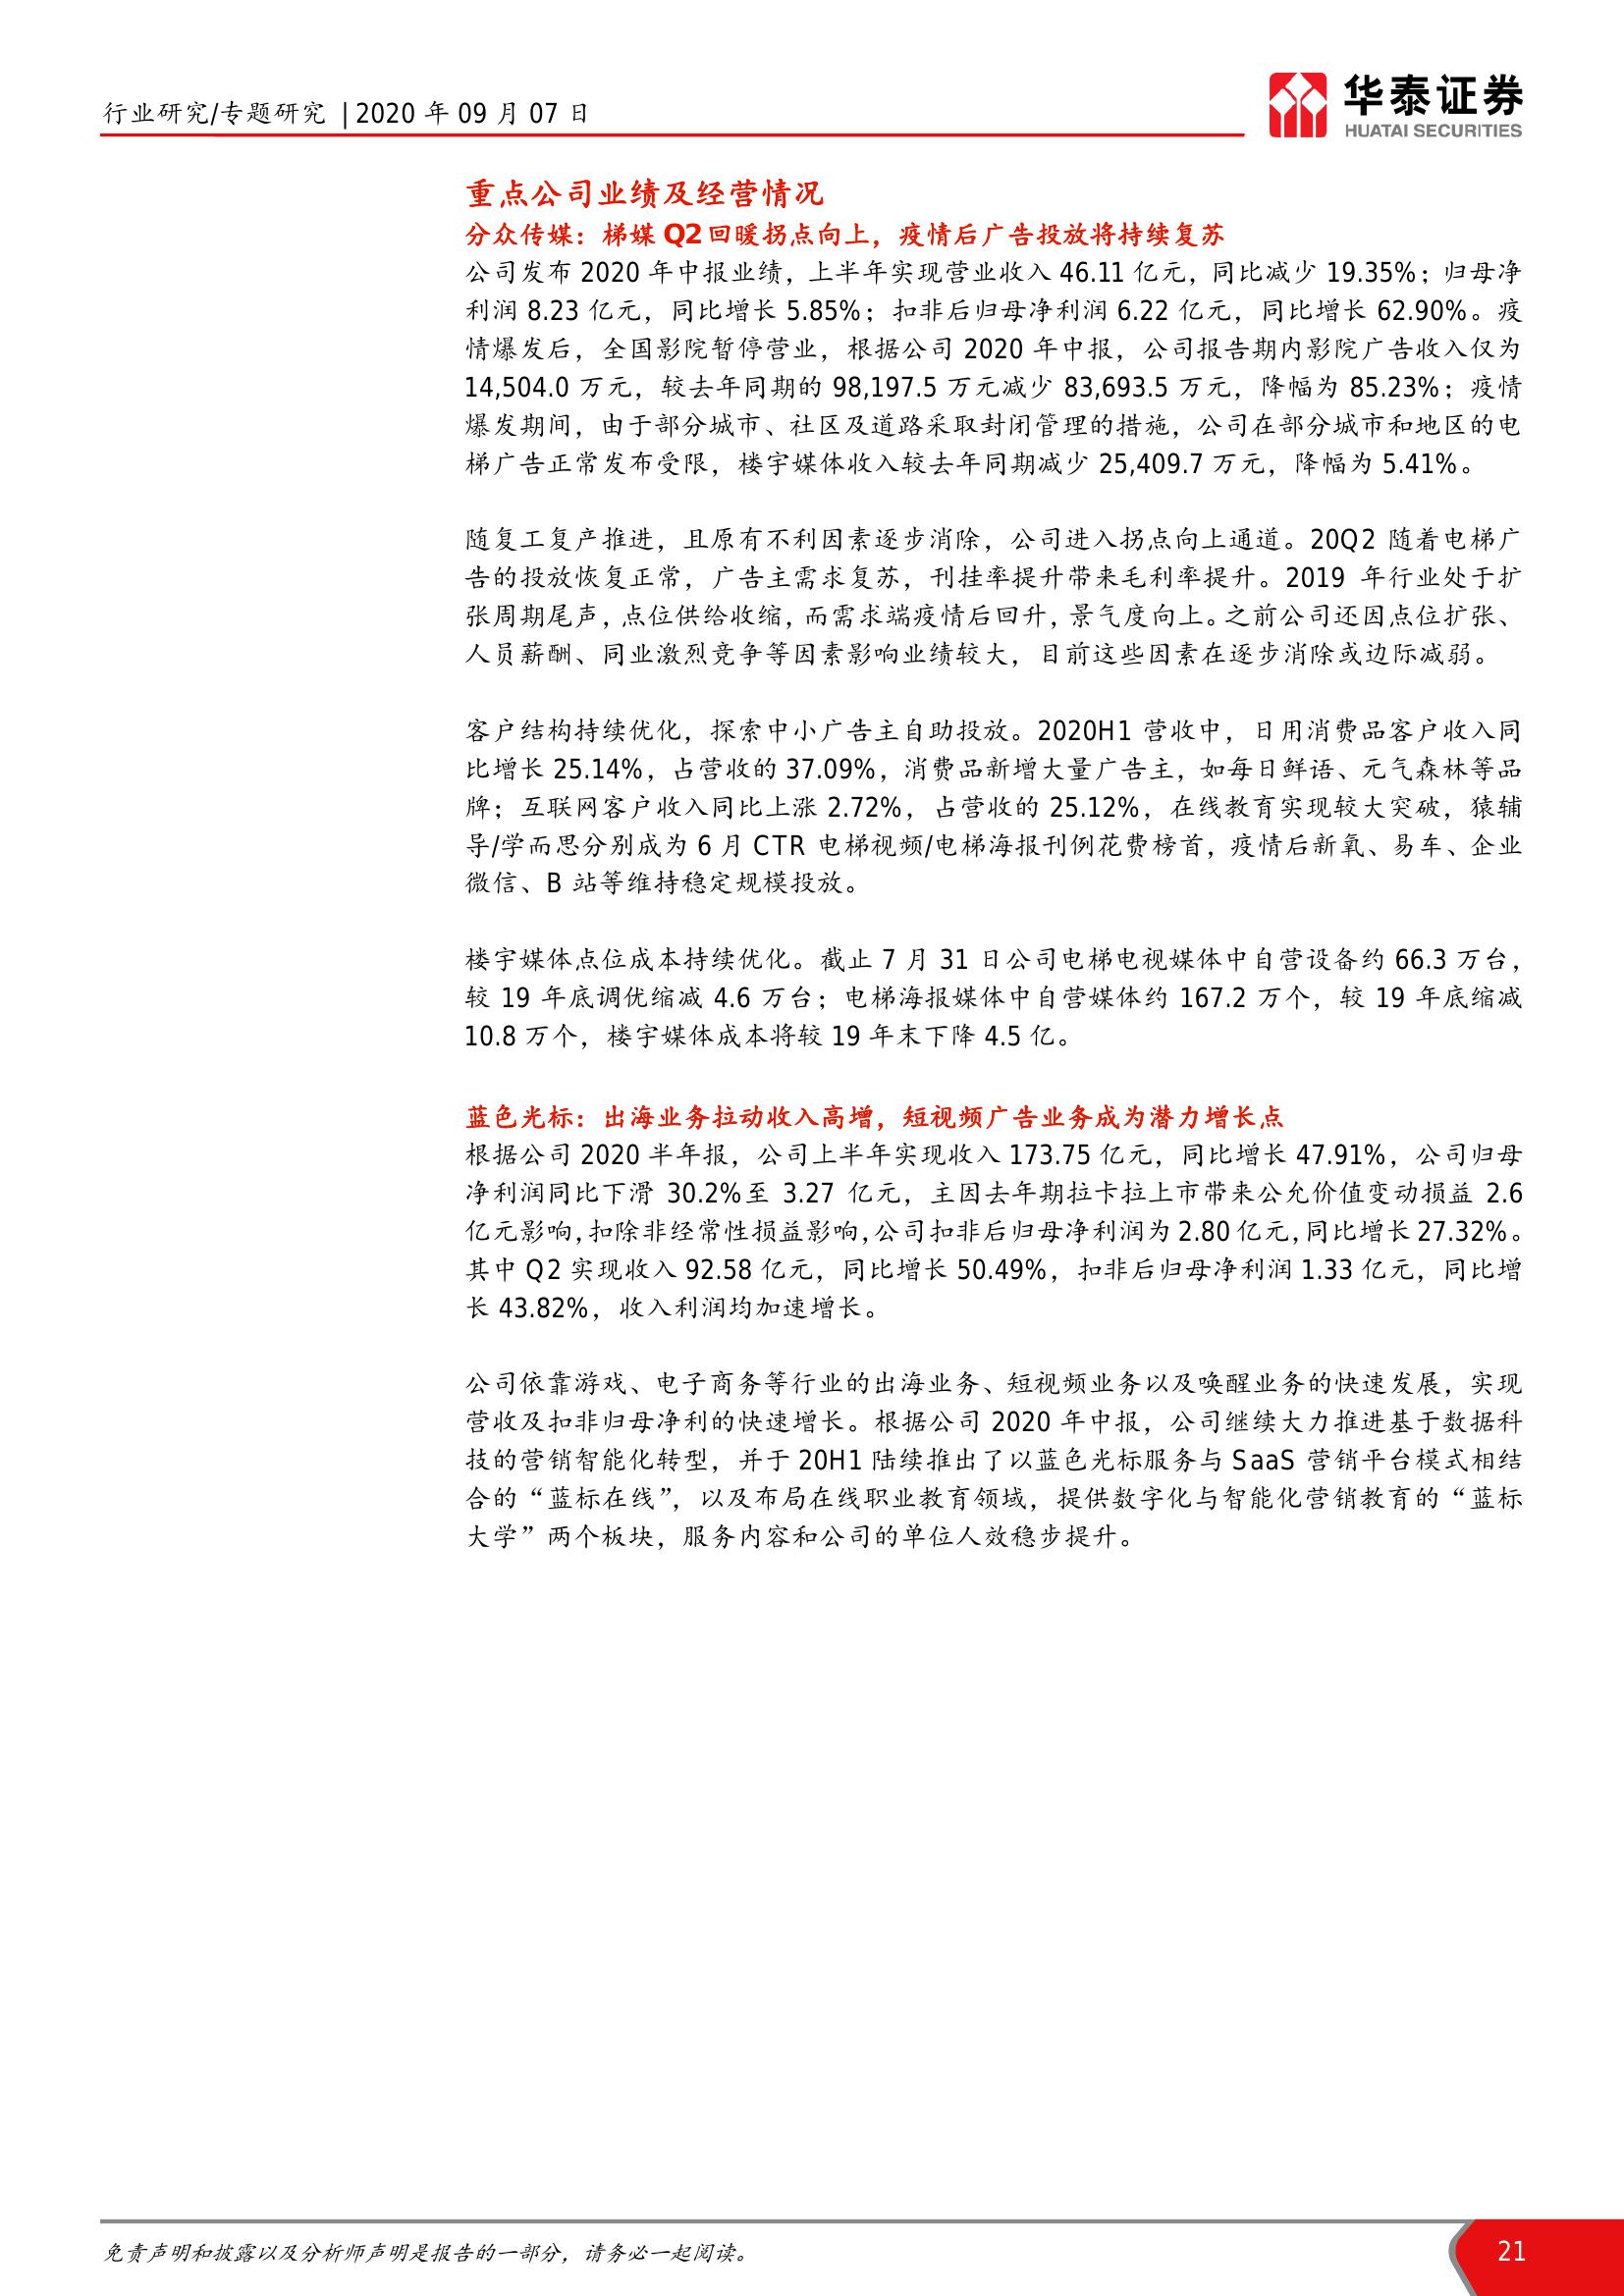 行业研究/专题研究 | 2020 年 09 月 07 日
华泰证券
HUATAI SECURITIES
重点公司业绩及经营情况
分众传媒：梯媒 Q2 回暖拐点向上，疫情后广告投放将持续复苏
公司发布 2020 年中报业绩，上半年实现营业收入 46.11 亿元，同比减少 19.35%；归母净
利润 8.23 亿元，同比增长 5.85%；扣非后归母净利润 6.22 亿元，同比增长 62.90%。疫
情爆发后，全国影院暂停营业，根据公司 2020 年中报，公司报告期内影院广告收入仅为
14,504.0 万元，较去年同期的 98,197.5 万元减少 83,693.5 万元，降幅为 85.23%；疫情
爆发期间，由于部分城市、社区及道路采取封闭管理的措施，公司在部分城市和地区的电
梯广告正常发布受限，楼宇媒体收入较去年同期减少 25,409.7 万元，降幅为 5.41%。
随复工复产推进，且原有不利因素逐步消除，公司进入拐点向上通道。20Q2 随着电梯广
告的投放恢复正常，广告主需求复苏，刊挂率提升带来毛利率提升。2019 年行业处于扩
张周期尾声，点位供给收缩，而需求端疫情后回升，景气度向上。之前公司还因点位扩张、
人员薪酬、同业激烈竞争等因素影响业绩较大，目前这些因素在逐步消除或边际减弱。
客户结构持续优化，探索中小广告主自助投放。2020H1 营收中，日用消费品客户收入同
比增长 25.14%，占营收的 37.09%，消费品新增大量广告主，如每日鲜语、元气森林等品
牌；互联网客户收入同比上涨 2.72%，占营收的 25.12%，在线教育实现较大突破，猿辅
导/学而思分别成为 6 月 CTR 电梯视频/电梯海报刊例花费榜首，疫情后新氧、易车、企业
微信、B 站等维持稳定规模投放。
楼宇媒体点位成本持续优化。截止 7 月 31 日公司电梯电视媒体中自营设备约 66.3 万台，
较 19 年底调优缩减 4.6 万台；电梯海报媒体中自营媒体约 167.2 万个，较 19 年底缩减
10.8 万个，楼宇媒体成本将较 19 年末下降 4.5 亿。
蓝色光标：出海业务拉动收入高增，短视频广告业务成为潜力增长点
根据公司 2020 半年报，公司上半年实现收入 173.75 亿元，同比增长 47.91%，公司归母
净利润同比下滑 30.2%至 3.27 亿元，主因去年期拉卡拉上市带来公允价值变动损益 2.6
亿元影响，扣除非经常性损益影响，公司扣非后归母净利润为 2.80 亿元，同比增长 27.32%。
其中 Q2 实现收入 92.58 亿元，同比增长 50.49%，扣非后归母净利润 1.33 亿元，同比增
长 43.82%，收入利润均加速增长。
公司依靠游戏、电子商务等行业的出海业务、短视频业务以及唤醒业务的快速发展，实现
营收及扣非归母净利的快速增长。根据公司 2020 年中报，公司继续大力推进基于数据科
技的营销智能化转型，并于 20H1 陆续推出了以蓝色光标服务与 SaaS 营销平台模式相结
合的“蓝标在线”，以及布局在线职业教育领域，提供数字化与智能化营销教育的“蓝标
大学”两个板块，服务内容和公司的单位人效稳步提升。
免责声明和披露以及分析师声明是报告的一部分，请务必一起阅读。
21